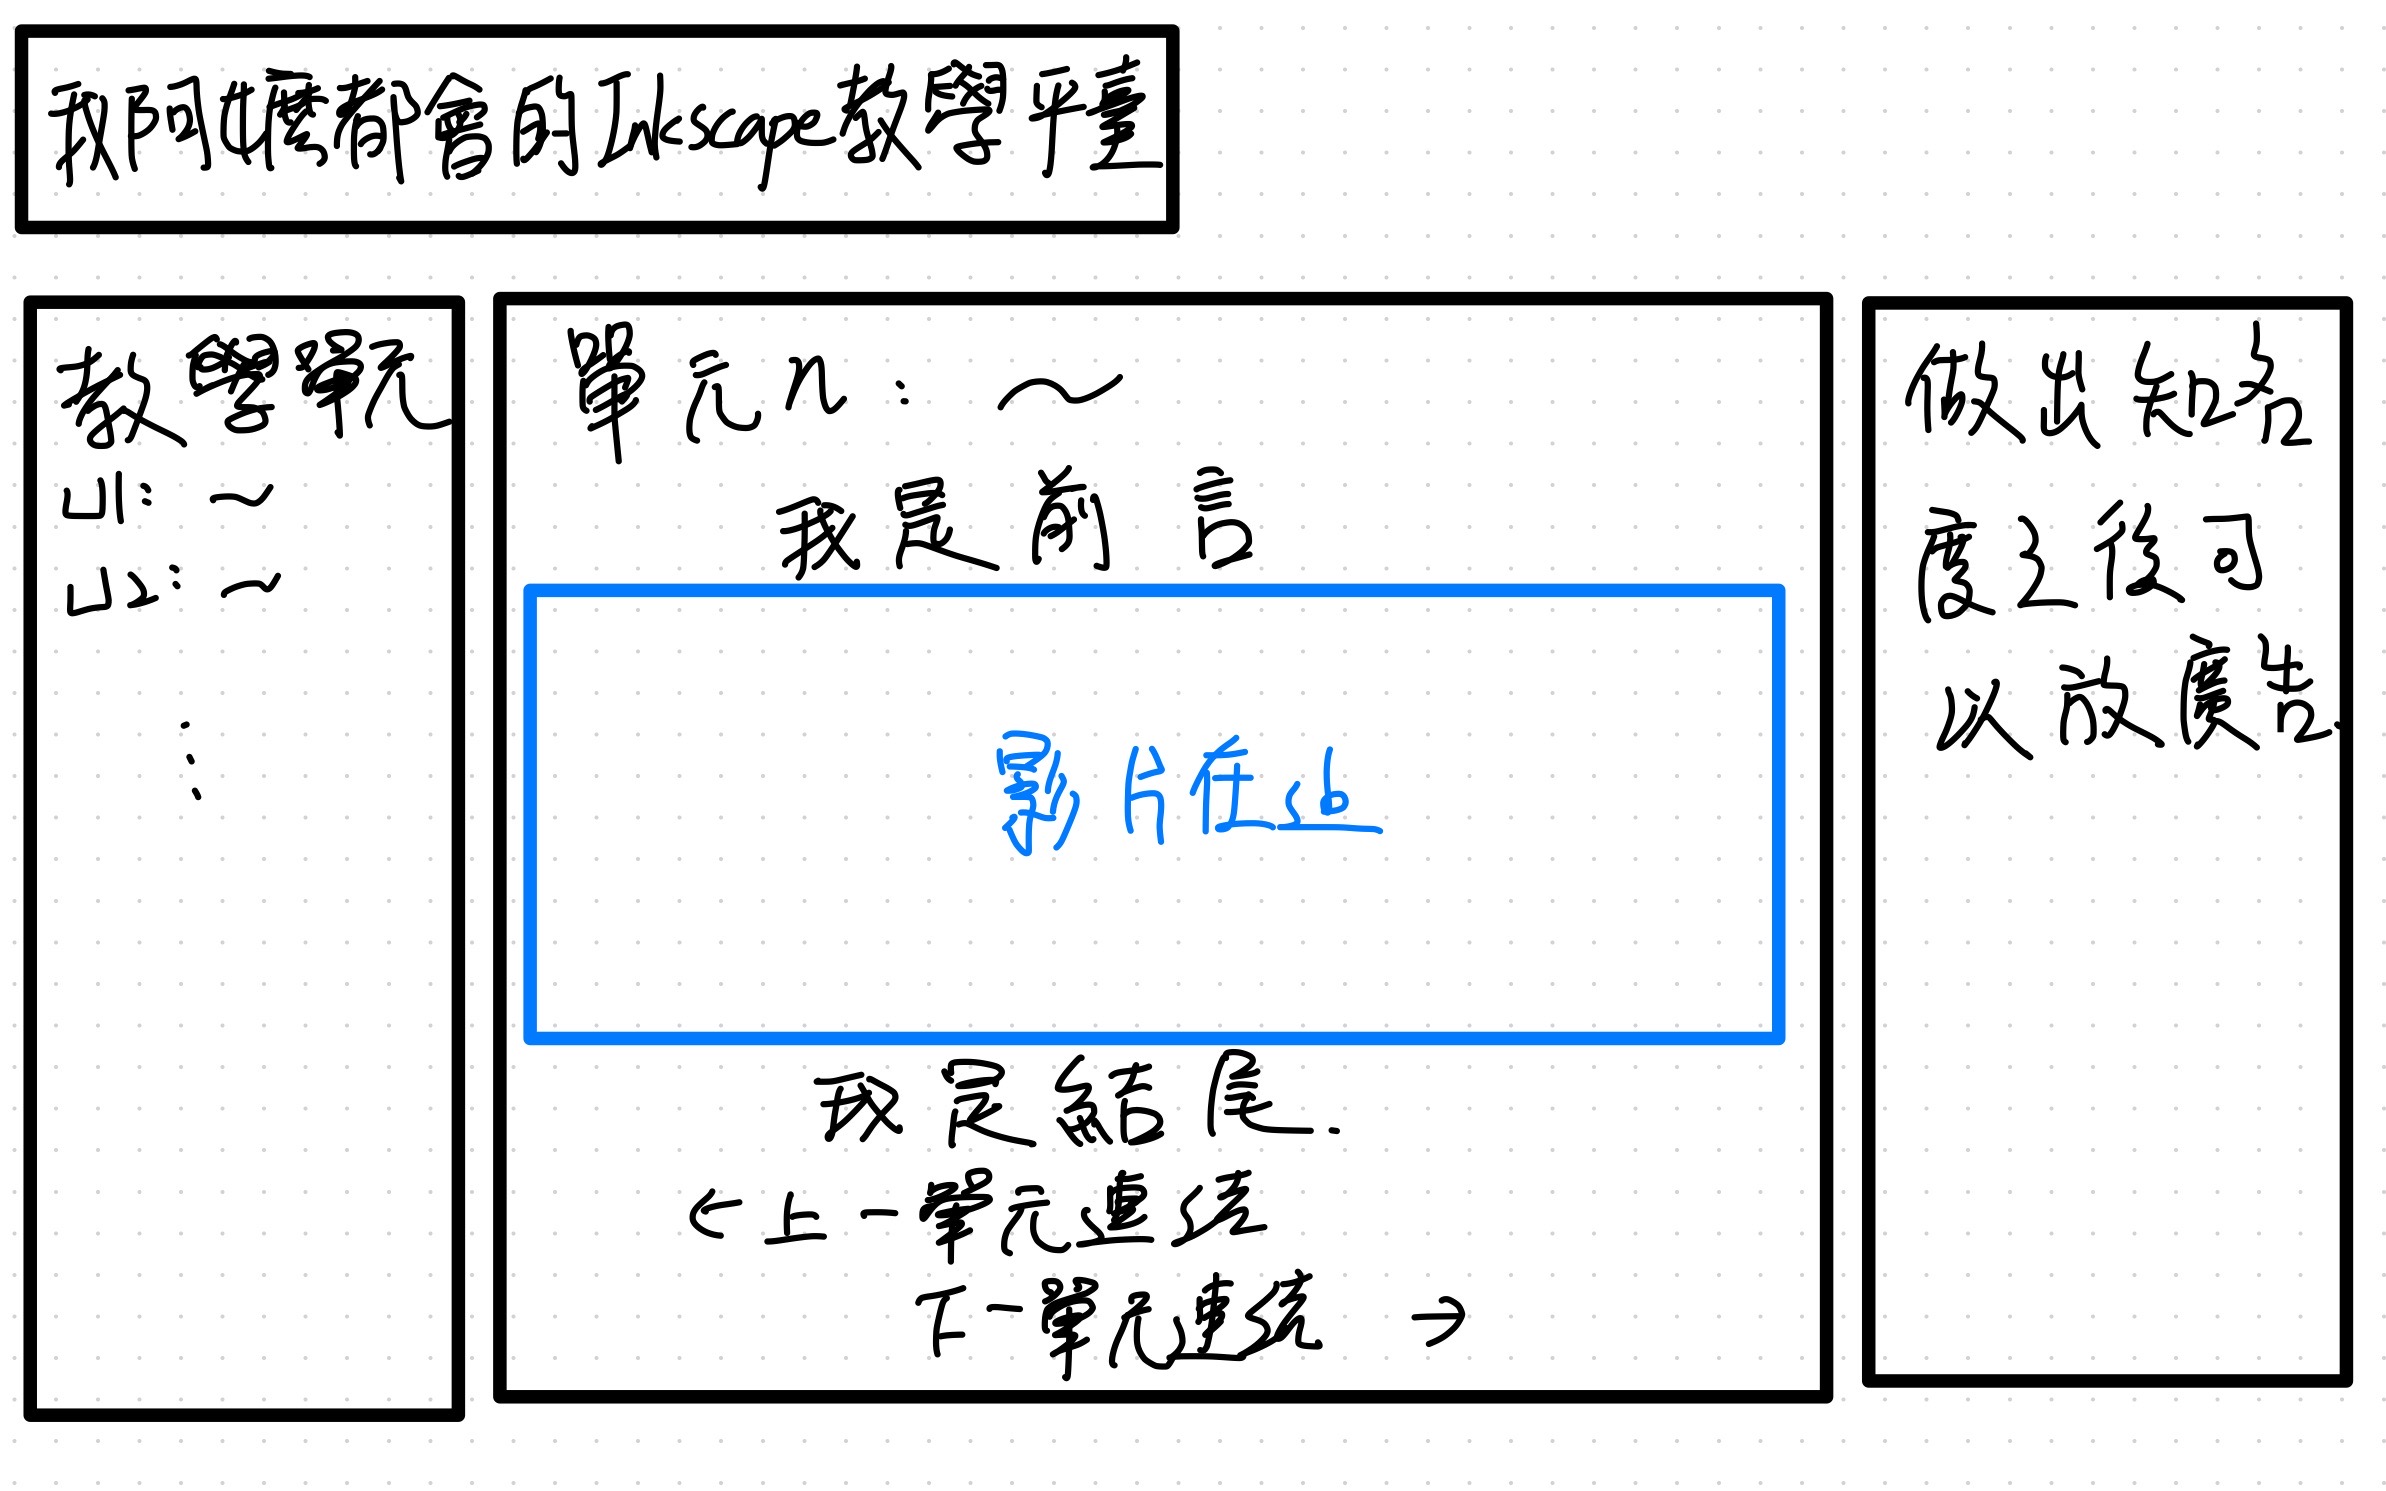 我阿嬤都會的Inkscape教學平臺
教學單元
U1: ~
U2: ~
⋮
單元 n : ~
我是前言
影片在此
我是結尾.
← 上一單元連結
下一單元連結 →
做出知名
度之後可
以放廣告.